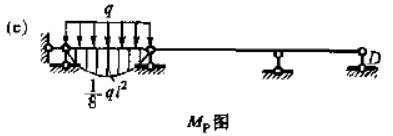 (c)
q
1/8 ql²
D
M_P图